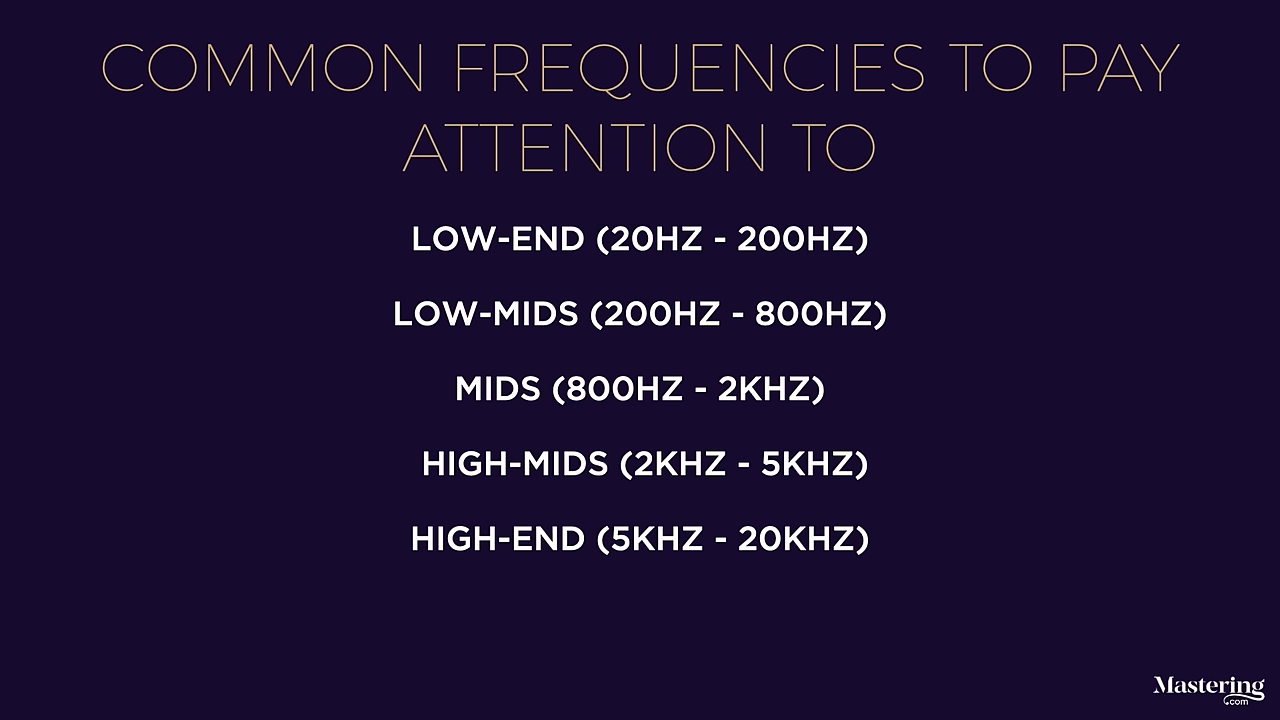 COMMON FREQUENCIES TO PAY
ATTENTION TO
LOW-END (20HZ - 200HZ)
LOW-MIDS (200HZ - 800HZ)
MIDS (800HZ - 2KHZ)
HIGH-MIDS (2KHZ - 5KHZ)
HIGH-END (5KHZ - 20KHZ)
Mastering
.com